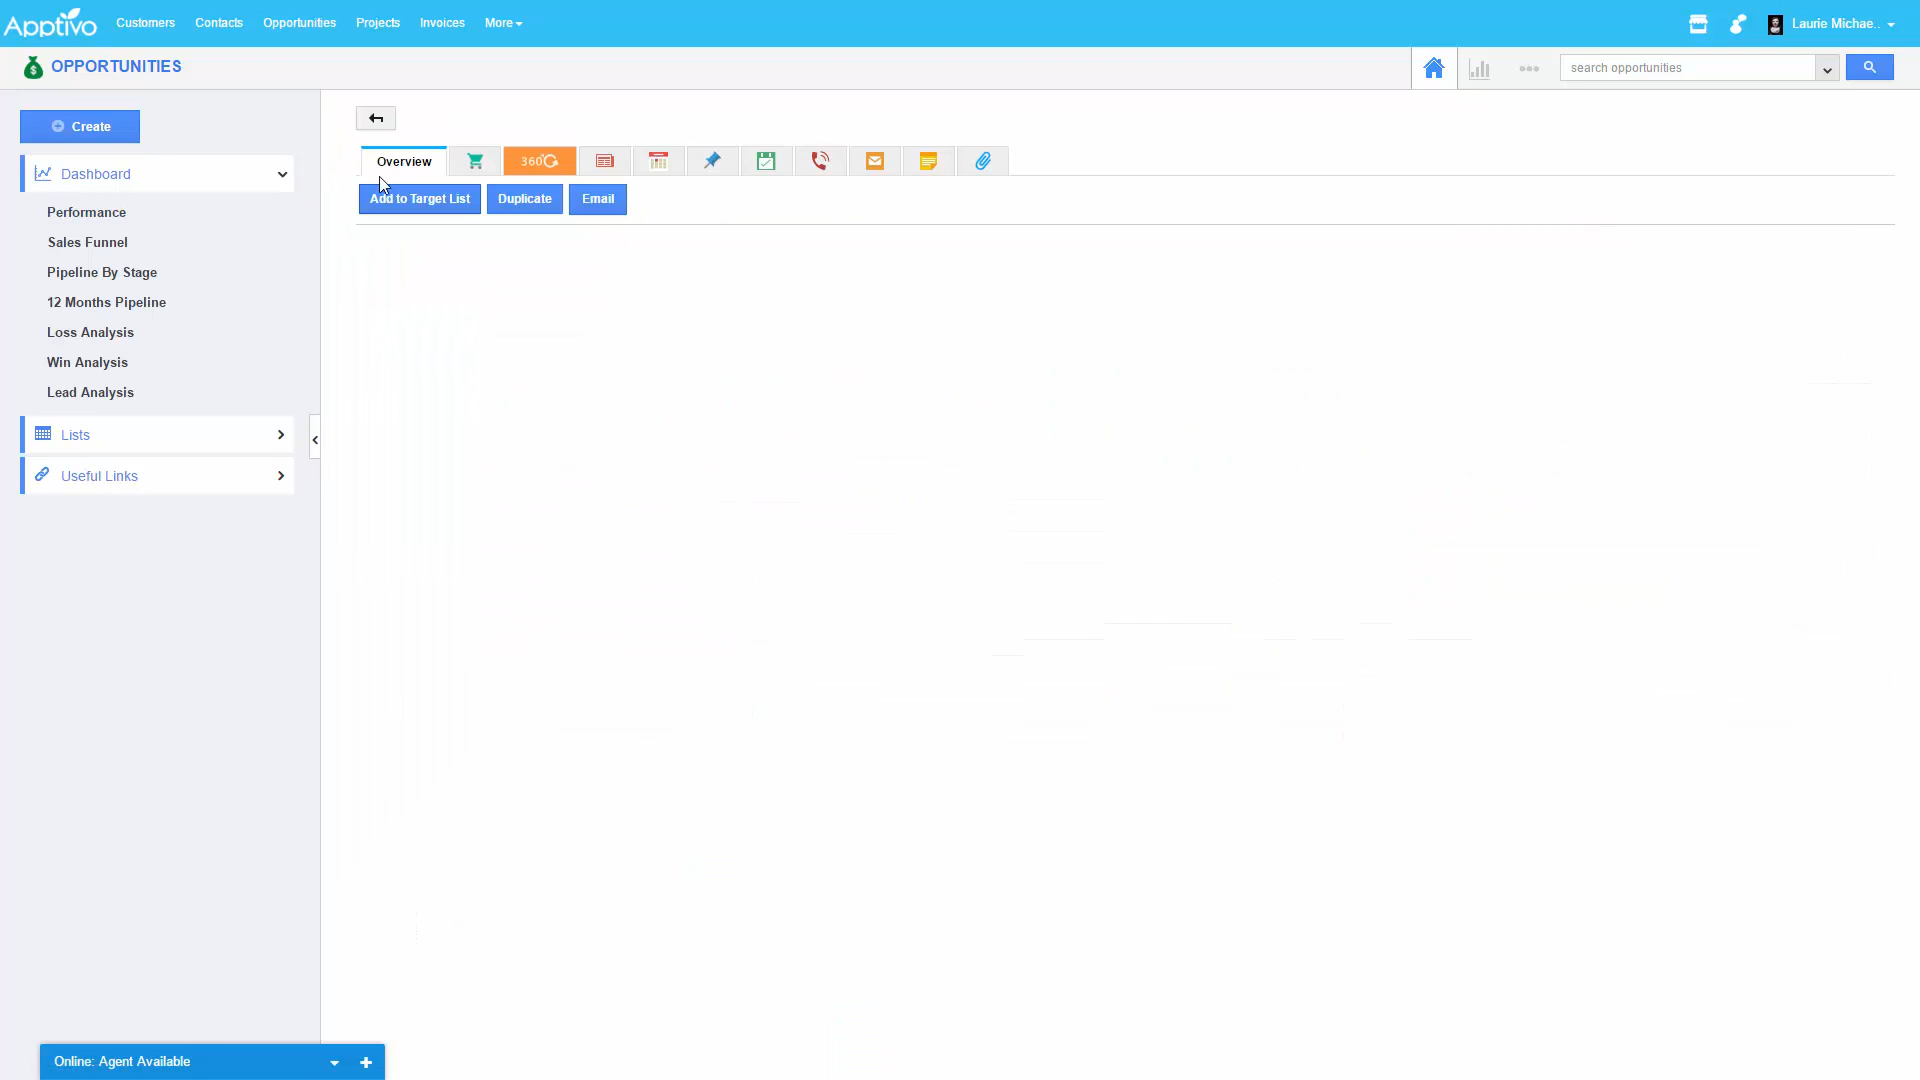 Apptivo Customers Contacts Opportunities Projects Invoices More Laurie Michae..
OPPORTUNITIES search opportunities
Create
Dashboard
Performance
Sales Funnel
Pipeline By Stage
12 Months Pipeline
Loss Analysis
Win Analysis
Lead Analysis
Lists
Useful Links
Overview 360
Add to Target List Duplicate Email
Online: Agent Available